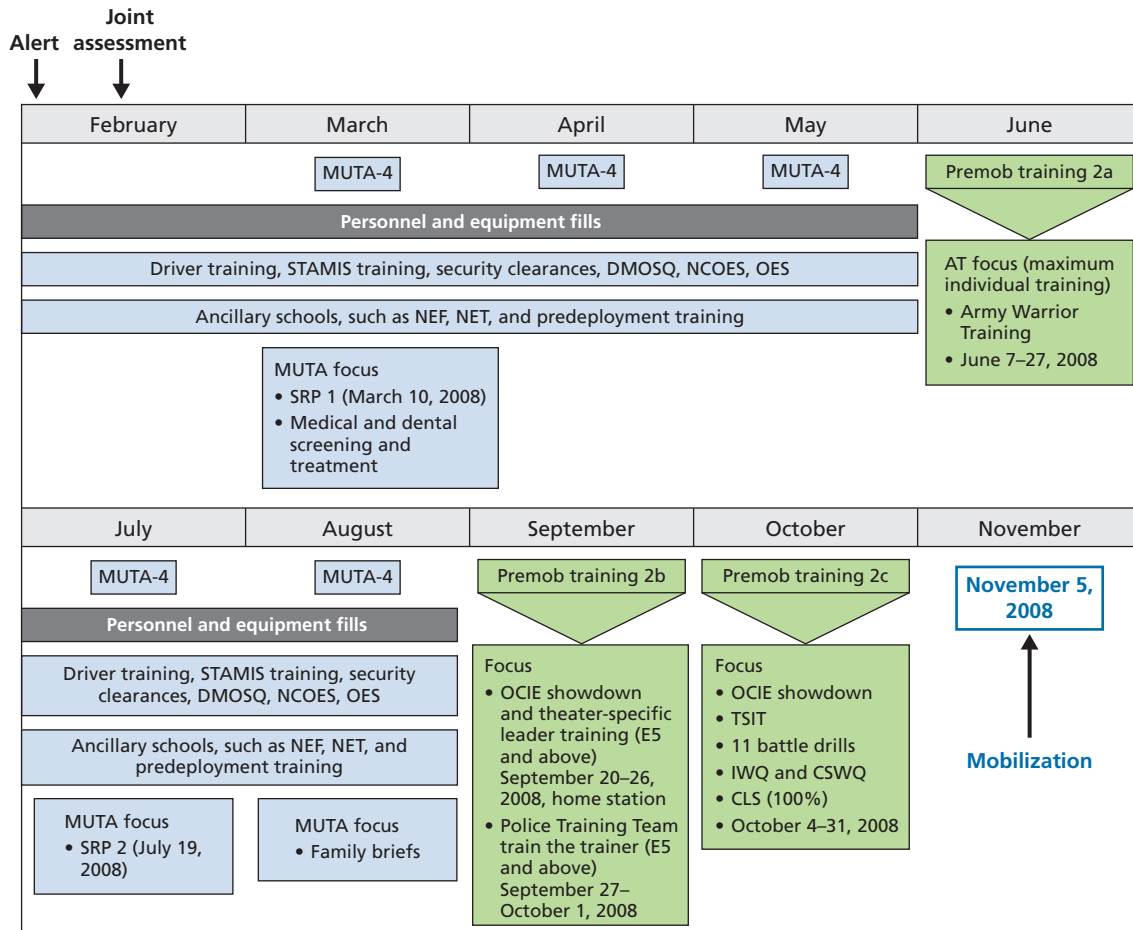 Alert
Joint
assessment
February
March
April
May
June
MUTA-4
MUTA-4
MUTA-4
Premob training 2a
Personnel and equipment fills
Driver training, STAMIS training, security clearances, DMOSQ, NCOES, OES
Ancillary schools, such as NEF, NET, and predeployment training
AT focus (maximum
individual training)
• Army Warrior
Training
• June 7–27, 2008
MUTA focus
• SRP 1 (March 10, 2008)
• Medical and dental
screening and
treatment
July
August
September
October
November
MUTA-4
MUTA-4
Premob training 2b
Premob training 2c
November 5,
2008
Personnel and equipment fills
Driver training, STAMIS training, security
clearances, DMOSQ, NCOES, OES
Ancillary schools, such as NEF, NET, and
predeployment training
MUTA focus
• SRP 2 (July 19,
2008)
MUTA focus
• Family briefs
Focus
• OCIE showdown
and theater-specific
leader training (E5
and above)
September 20–26,
2008, home station
• Police Training Team
train the trainer (E5
and above)
September 27–
October 1, 2008
Focus
• OCIE showdown
• TSIT
• 11 battle drills
• IWQ and CSWQ
• CLS (100%)
• October 4–31, 2008
Mobilization